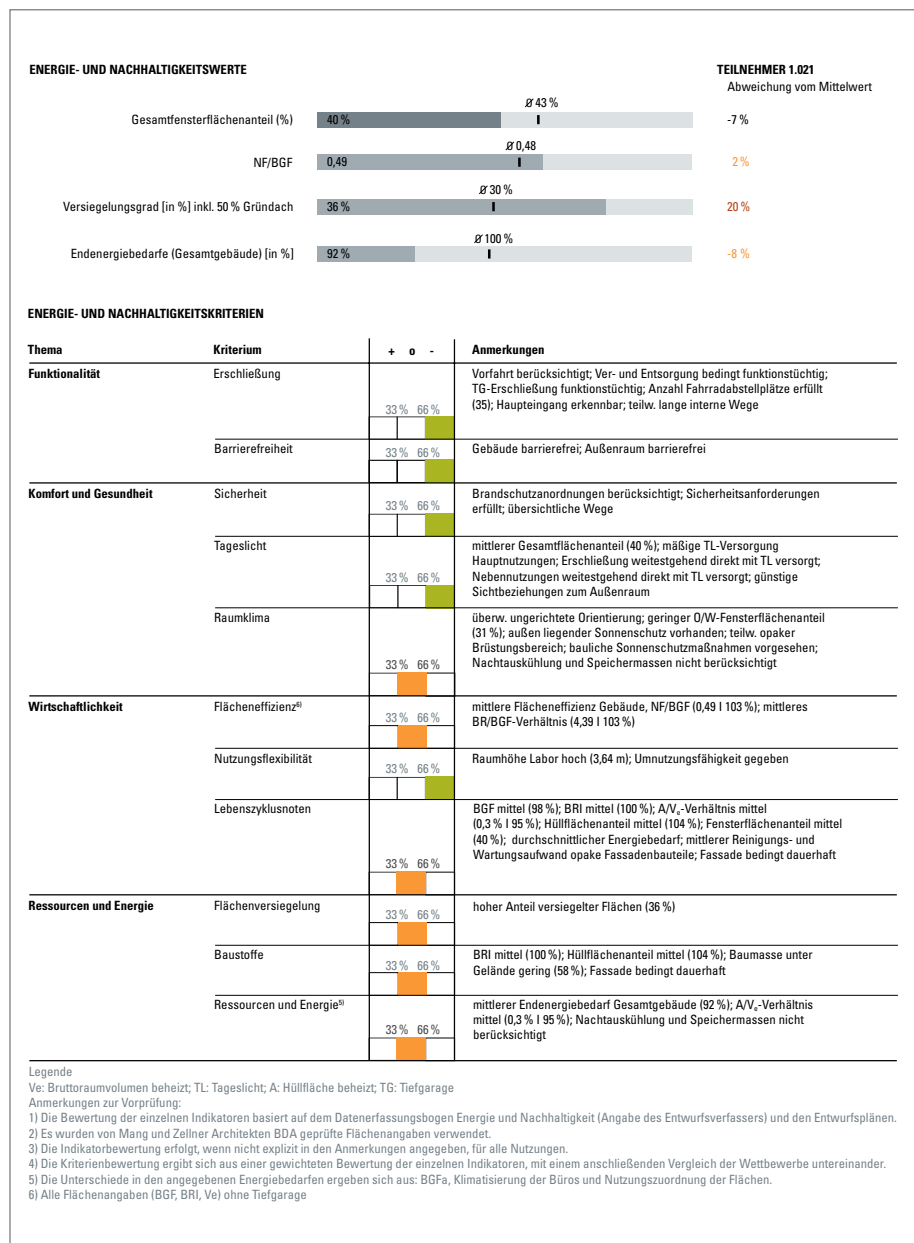 ENERGIE- UND NACHHALTIGKEITSWERTE
TEILNEHMER 1.021
Abweichung vom Mittelwert
Ø 43 %
Gesamtfensterflächenanteil (%)
40 %
-7 %
Ø 0,48
NF/BGF
0,49
2 %
Ø 30 %
Versiegelungsgrad [in %] inkl. 50 % Gründach
36 %
20 %
Ø 100 %
Endenergiebedarfe (Gesamtgebäude) [in %]
92 %
-8 %
ENERGIE- UND NACHHALTIGKEITSKRITERIEN
Thema
Kriterium
+ o -
Anmerkungen
Funktionalität
Erschließung
33 % 66 %
Vorfahrt berücksichtigt; Ver- und Entsorgung bedingt funktionstüchtig;
TG-Erschließung funktionstüchtig; Anzahl Fahrradabstellplätze erfüllt
(35); Haupteingang erkennbar; teilw. lange interne Wege
Barrierefreiheit
33 % 66 %
Gebäude barrierefrei; Außenraum barrierefrei
Komfort und Gesundheit
Sicherheit
33 % 66 %
Brandschutzanordnungen berücksichtigt; Sicherheitsanforderungen
erfüllt; übersichtliche Wege
Tageslicht
33 % 66 %
mittlerer Gesamtflächenanteil (40 %); mäßige TL-Versorgung
Hauptnutzungen; Erschließung weitestgehend direkt mit TL versorgt;
Nebennutzungen weitestgehend direkt mit TL versorgt; günstige
Sichtbeziehungen zum Außenraum
Raumklima
33 % 66 %
überw. ungerichtete Orientierung; geringer O/W-Fensterflächenanteil
(31 %); außen liegender Sonnenschutz vorhanden; teilw. opaker
Brüstungsbereich; bauliche Sonnenschutzmaßnahmen vorgesehen;
Nachtauskühlung und Speichermassen nicht berücksichtigt
Wirtschaftlichkeit
Flächeneffizienz⁶⁾
33 % 66 %
mittlere Flächeneffizienz Gebäude, NF/BGF (0,49 I 103 %); mittleres
BR/BGF-Verhältnis (4,39 I 103 %)
Nutzungsflexibilität
33 % 66 %
Raumhöhe Labor hoch (3,64 m); Umnutzungsfähigkeit gegeben
Lebenszyklusnoten
33 % 66 %
BGF mittel (98 %); BRI mittel (100 %); A/Vₑ-Verhältnis mittel
(0,3 % I 95 %); Hüllflächenanteil mittel (104 %); Fensterflächenanteil mittel
(40 %); durchschnittlicher Energiebedarf; mittlerer Reinigungs- und
Wartungsaufwand opake Fassadenbauteile; Fassade bedingt dauerhaft
Ressourcen und Energie
Flächenversiegelung
33 % 66 %
hoher Anteil versiegelter Flächen (36 %)
Baustoffe
33 % 66 %
BRI mittel (100 %); Hüllflächenanteil mittel (104 %); Baumasse unter
Gelände gering (58 %); Fassade bedingt dauerhaft
Ressourcen und Energie⁵⁾
33 % 66 %
mittlerer Endenergiebedarf Gesamtgebäude (92 %); A/Vₑ-Verhältnis
mittel (0,3 % I 95 %); Nachtauskühlung und Speichermassen nicht
berücksichtigt
Legende
Ve: Bruttoraumvolumen beheizt; TL: Tageslicht; A: Hüllfläche beheizt; TG: Tiefgarage
Anmerkungen zur Vorprüfung:
1) Die Bewertung der einzelnen Indikatoren basiert auf dem Datenerfassungsbogen Energie und Nachhaltigkeit (Angabe des Entwurfsverfassers) und den Entwurfsplänen.
2) Es wurden von Mang und Zellner Architekten BDA geprüfte Flächenangaben verwendet.
3) Die Indikatorbewertung erfolgt, wenn nicht explizit in den Anmerkungen angegeben, für alle Nutzungen.
4) Die Kriterienbewertung ergibt sich aus einer gewichteten Bewertung der einzelnen Indikatoren, mit einem anschließenden Vergleich der Wettbewerbe untereinander.
5) Die Unterschiede in den angegebenen Energiebedarfen ergeben sich aus: BGFa, Klimatisierung der Büros und Nutzungszuordnung der Flächen.
6) Alle Flächenangaben (BGF, BRI, Ve) ohne Tiefgarage